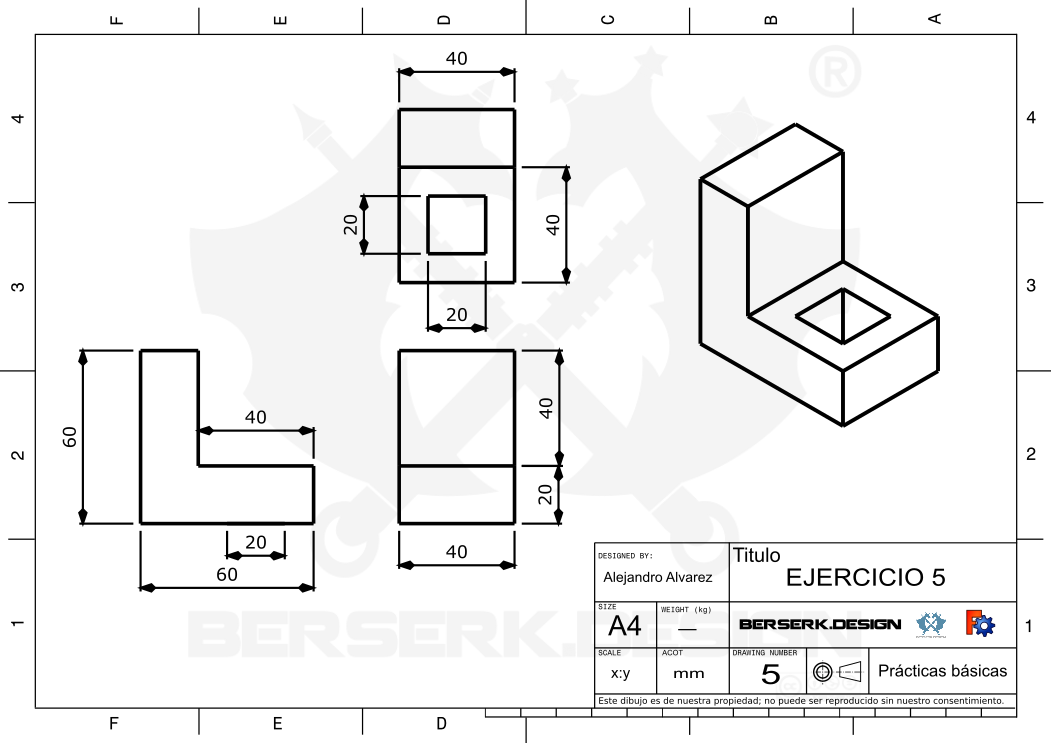 F E D C B A
40
4 4
20 40
3 3
20
60 40 40
2 2
20
20 40
60
DESIGNED BY: Titulo
Alejandro Alvarez EJERCICIO 5
SIZE WEIGHT (kg)
A4 — BERSERK.DESIGN
1 1
BERSERK.DESIGN
SCALE ACOT DRAWING NUMBER
x:y mm 5 Prácticas básicas
Este dibujo es de nuestra propiedad; no puede ser reproducido sin nuestro consentimiento.
F E D
®